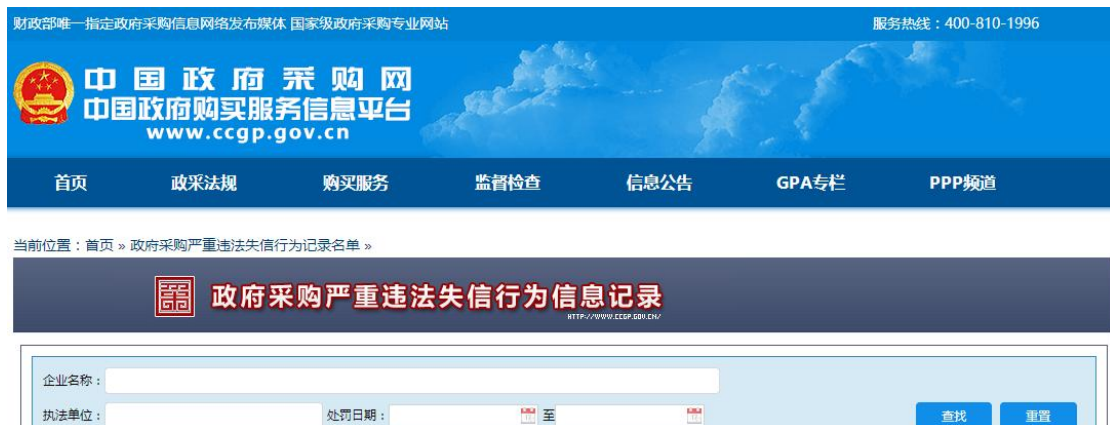 财政部唯一指定政府采购信息网络发布媒体 国家级政府采购专业网站
服务热线：400-810-1996
中国政府采购网
中国政府购买服务信息平台
www.ccgp.gov.cn
首页 政采法规 购买服务 监督检查 信息公告 GPA专栏 PPP频道
当前位置：首页 » 政府采购严重违法失信行为记录名单 »
政府采购严重违法失信行为信息记录
HTTP://WWW.CCGP.GOV.CN/
企业名称：
执法单位： 处罚日期： 至 查找 重置